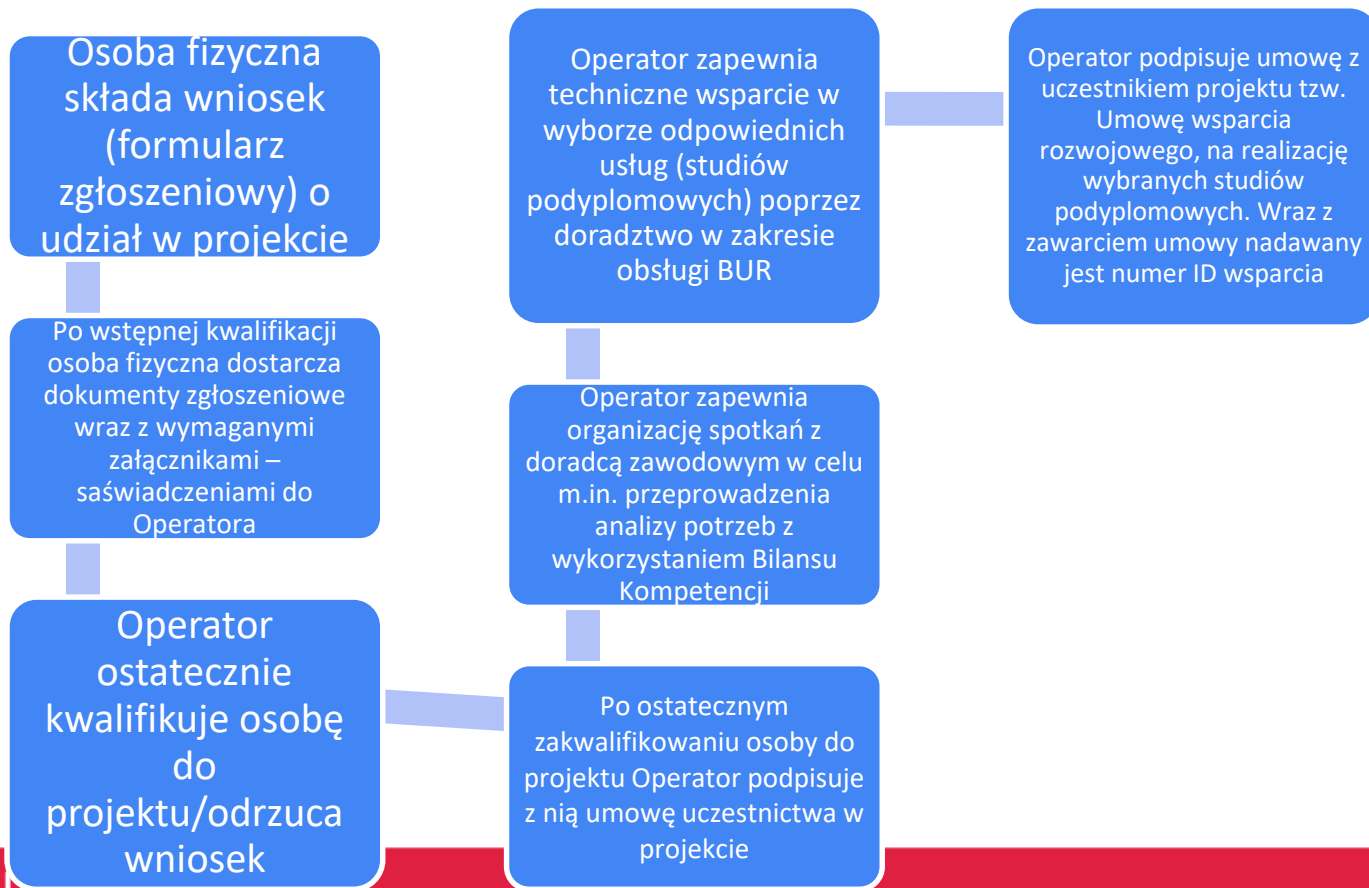 Osoba fizyczna
składa wniosek
(formularz
zgłoszeniowy) o
udział w projekcie
Po wstępnej kwalifikacji
osoba fizyczna dostarcza
dokumenty zgłoszeniowe
wraz z wymaganymi
załącznikami –
saświadczeniami do
Operatora
Operator
ostatecznie
kwalifikuje osobę
do
projektu/odrzuca
wniosek
Po ostatecznym
zakwalifikowaniu osoby do
projektu Operator podpisuje
z nią umowę uczestnictwa w
projekcie
Operator zapewnia
organizację spotkań z
doradcą zawodowym w celu
m.in. przeprowadzenia
analizy potrzeb z
wykorzystaniem Bilansu
Kompetencji
Operator zapewnia
techniczne wsparcie w
wyborze odpowiednich
usług (studiów
podyplomowych) poprzez
doradztwo w zakresie
obsługi BUR
Operator podpisuje umowę z
uczestnikiem projektu tzw.
Umowę wsparcia
rozwojowego, na realizację
wybranych studiów
podyplomowych. Wraz z
zawarciem umowy nadawany
jest numer ID wsparcia